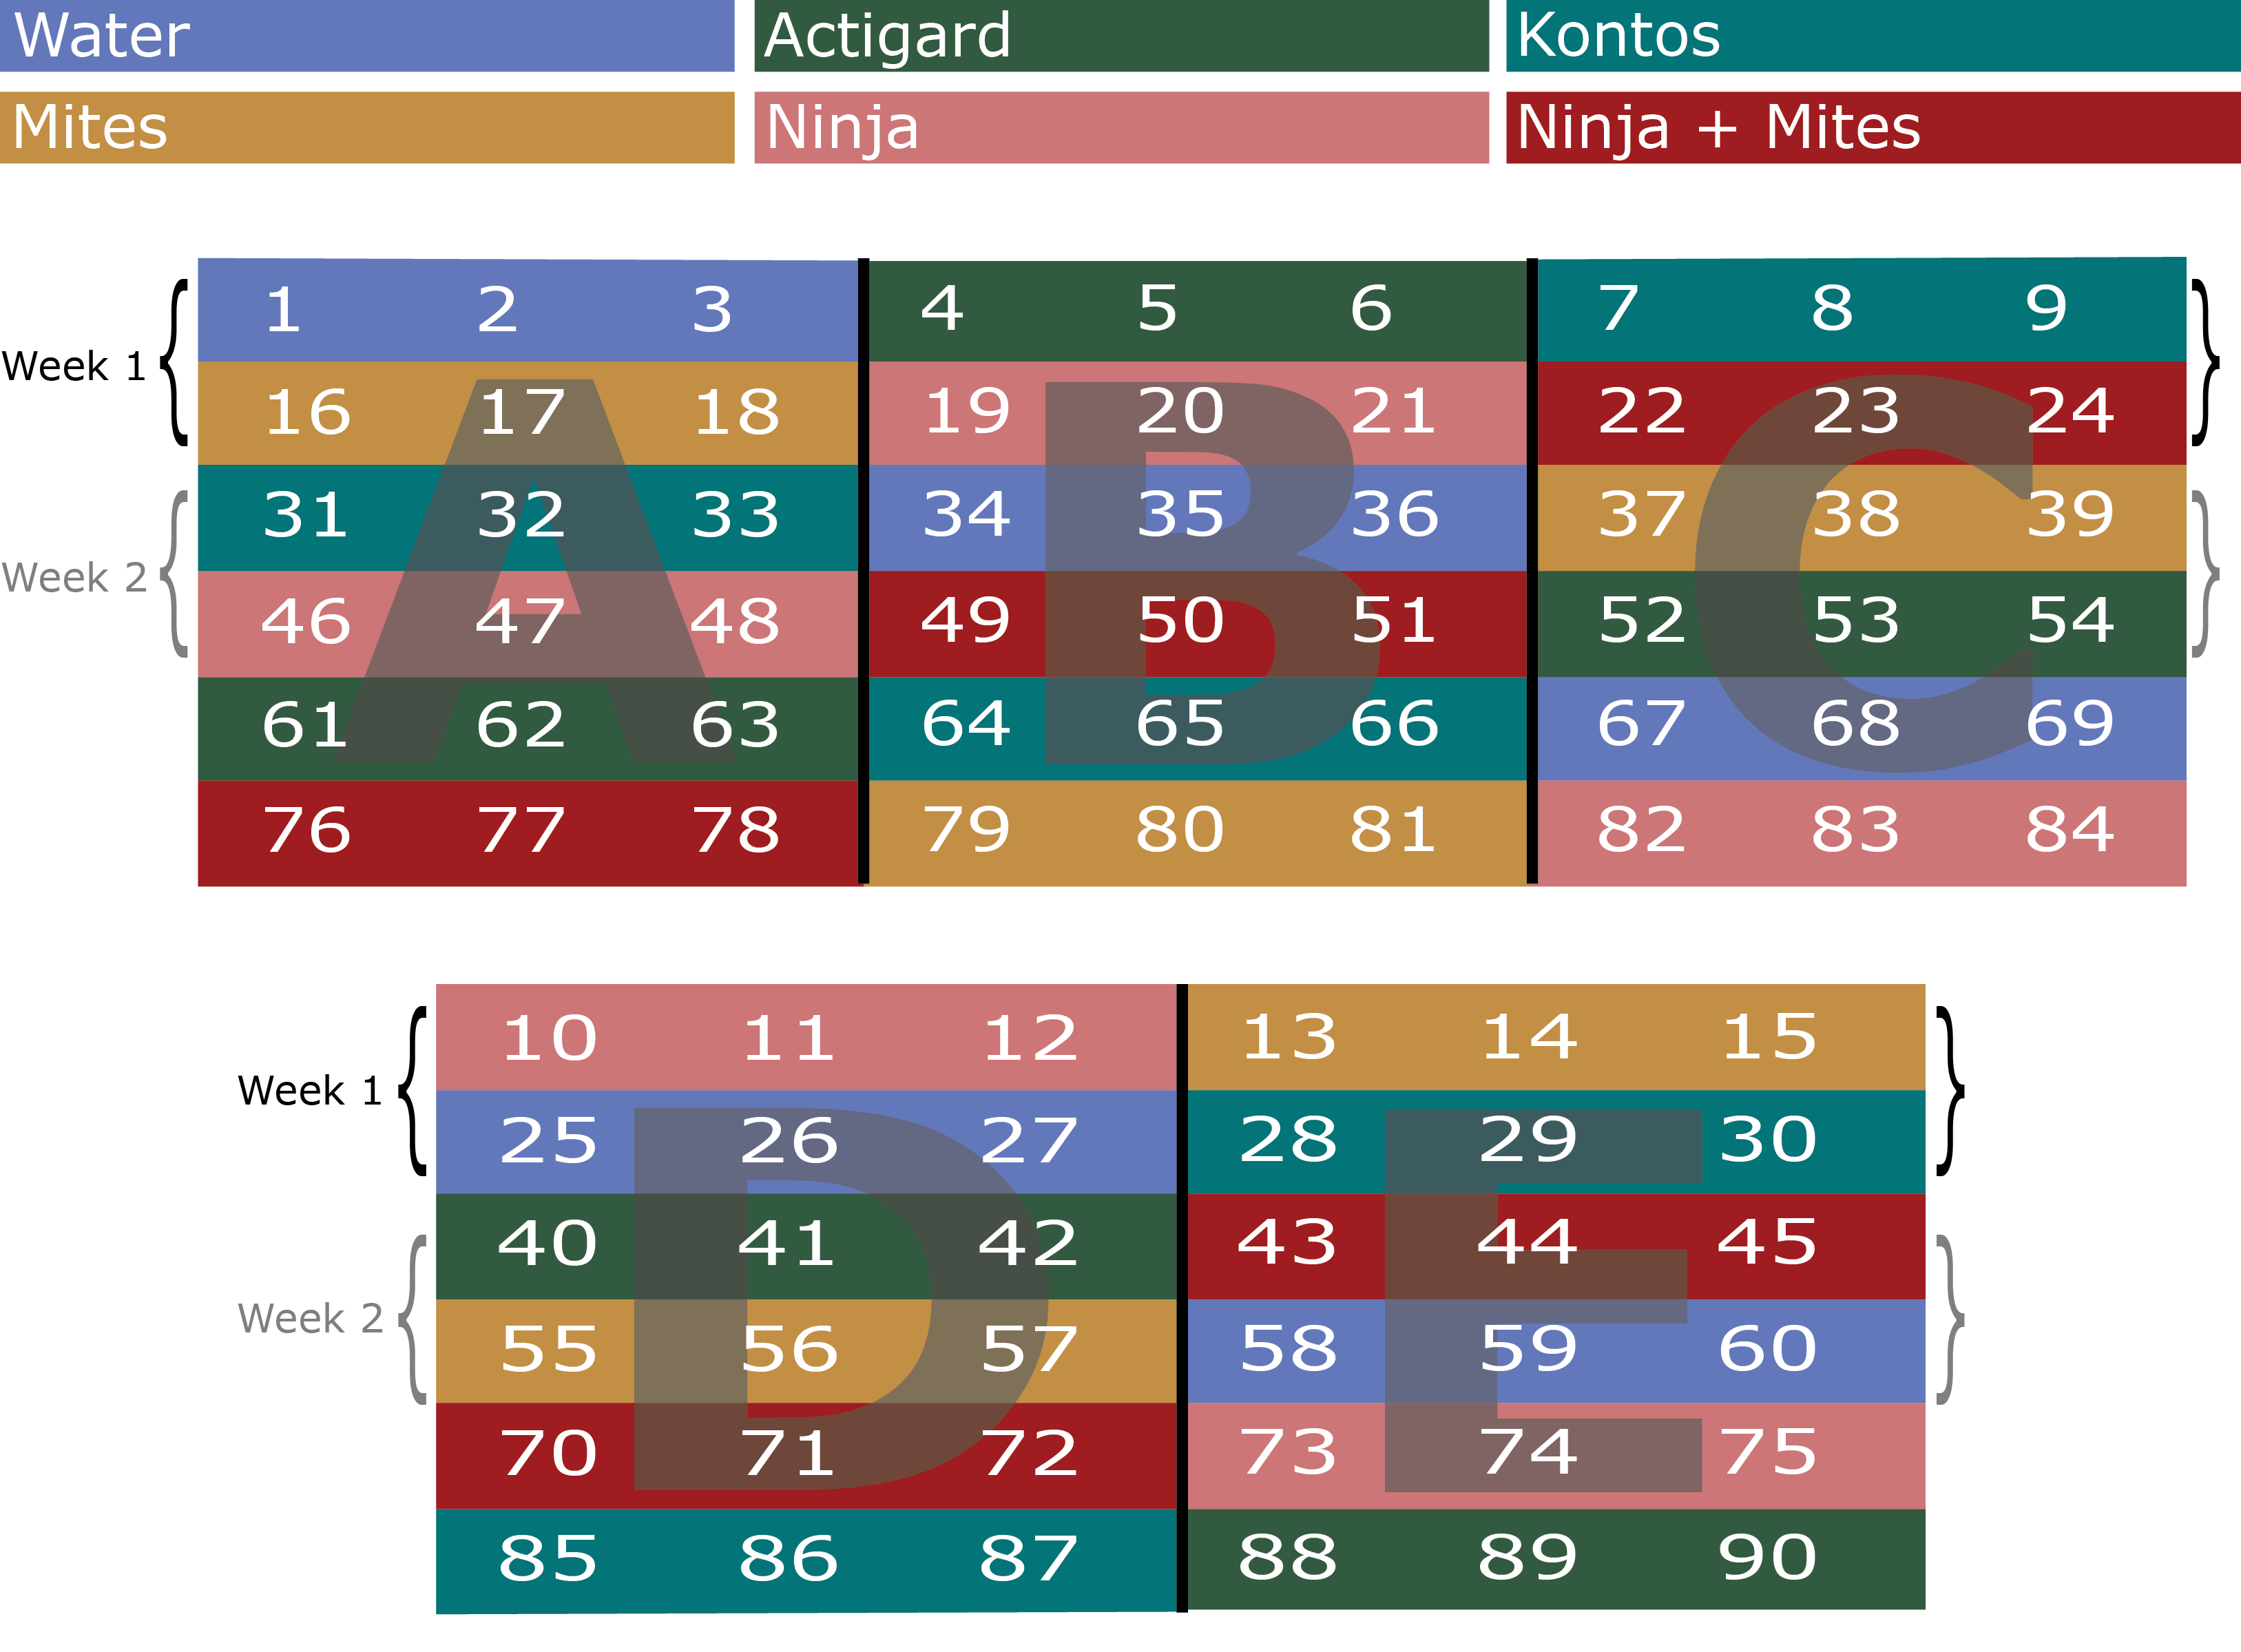 Water Actigard Kontos
Mites Ninja Ninja + Mites
1 2 3 4 5 6 7 8 9
Week 1
16 17 18 19 20 21 22 23 24
31 32 33 34 35 36 37 38 39
Week 2
46 47 48 49 50 51 52 53 54
61 62 63 64 65 66 67 68 69
76 77 78 79 80 81 82 83 84
A B C
10 11 12 13 14 15
Week 1
25 26 27 28 29 30
40 41 42 43 44 45
Week 2
55 56 57 58 59 60
70 71 72 73 74 75
85 86 87 88 89 90
D E